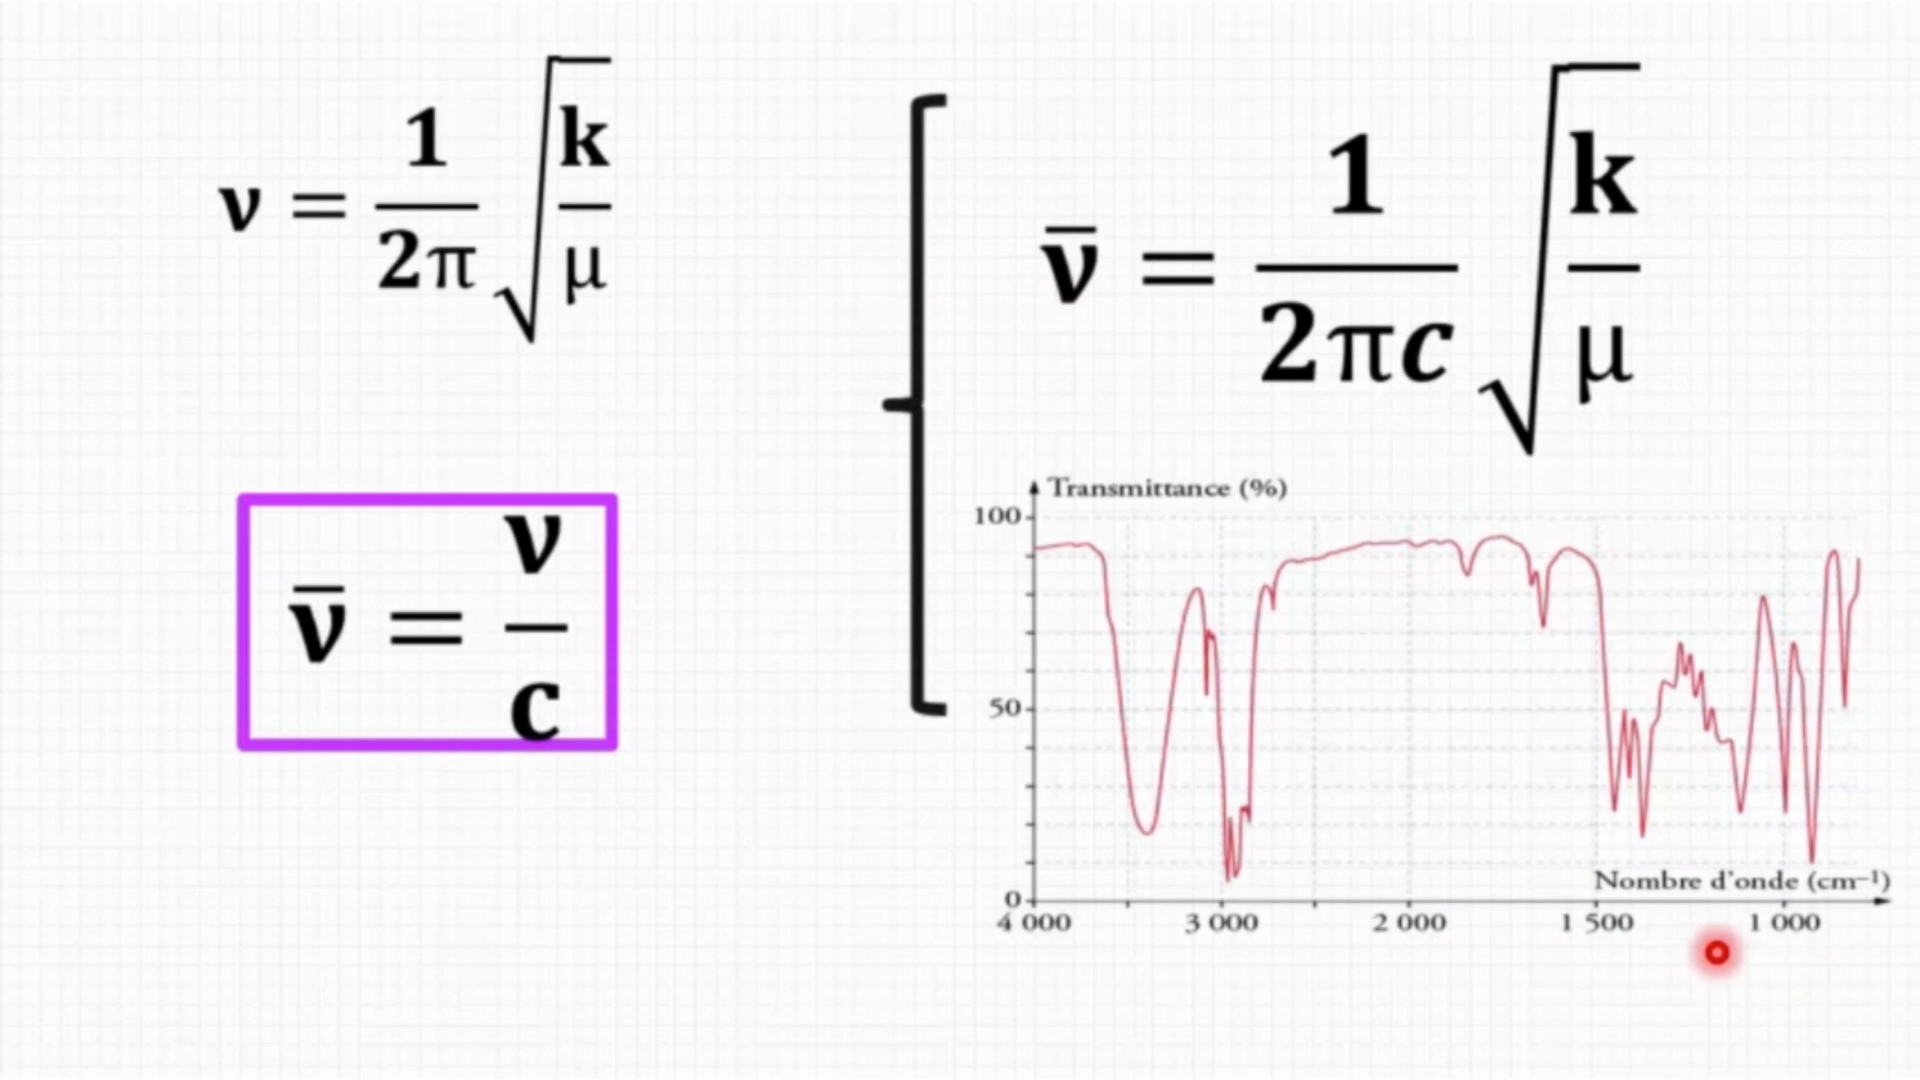 ν = 1/2π √k/μ
ν̅ = ν/c
ν̅ = 1/2πc √k/μ
Transmittance (%)
100
50
0
Nombre d'onde (cm⁻¹)
4 000 3 000 2 000 1 500 1 000